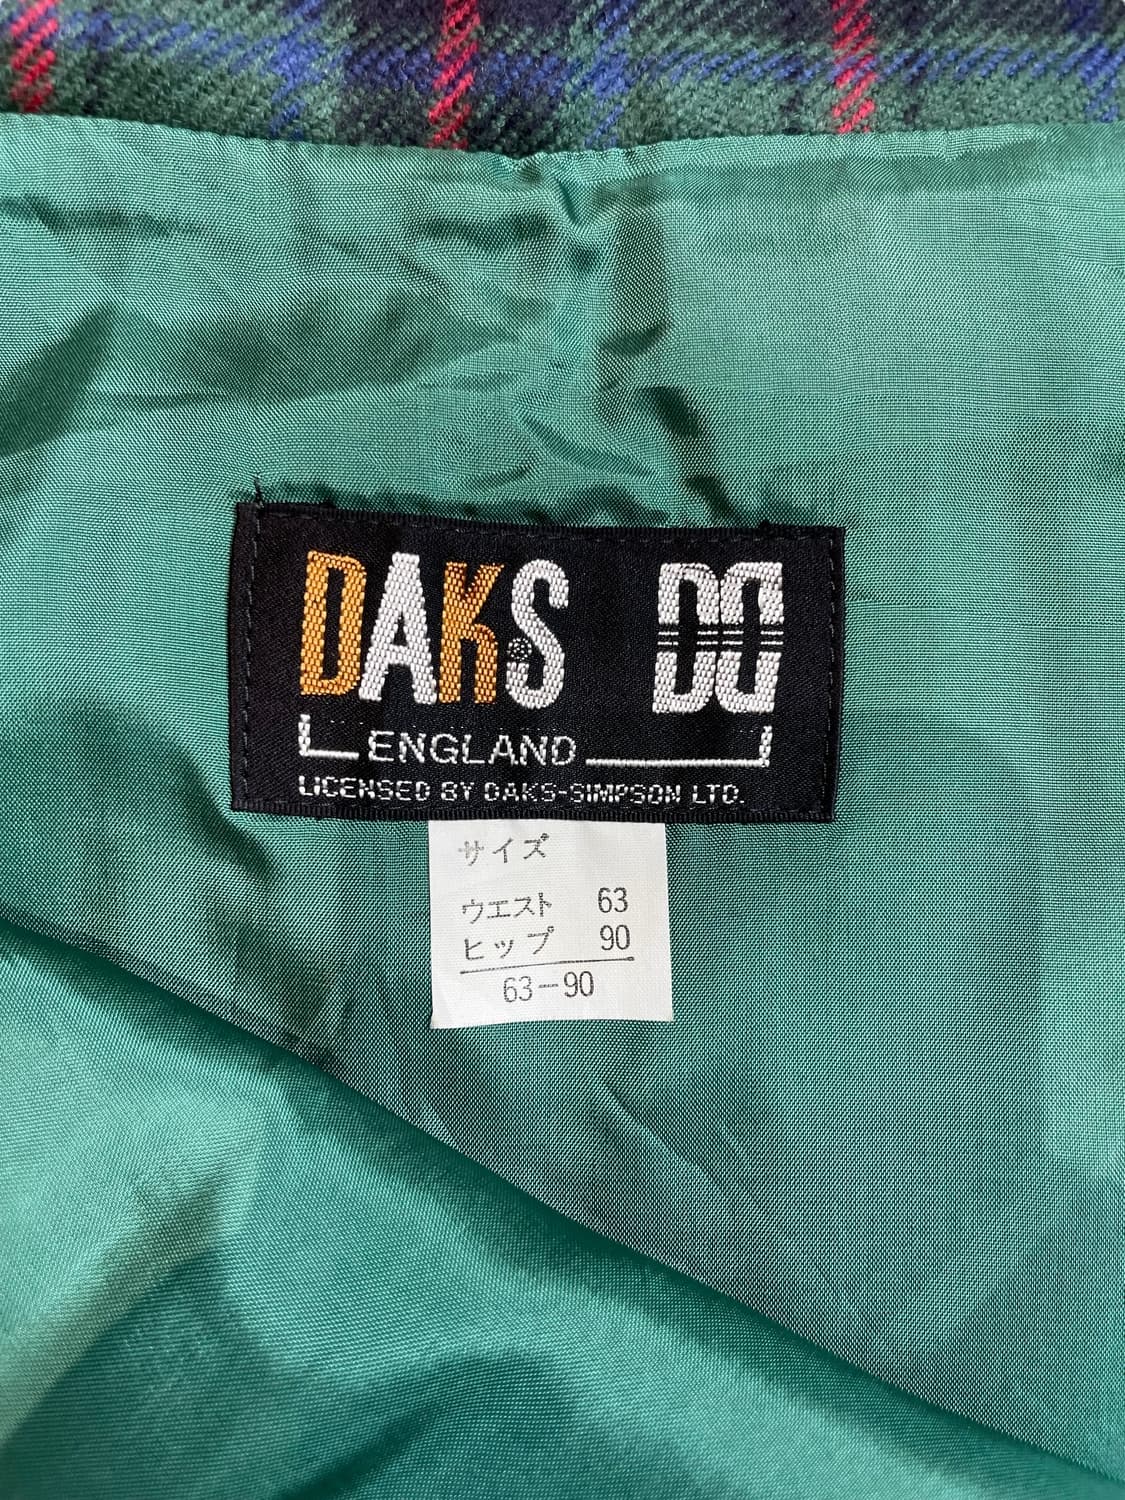 DAKS DD
ENGLAND
LICENSED BY DAKS-SIMPSON LTD.
サイズ
ウエスト 63
ヒップ 90
63-90